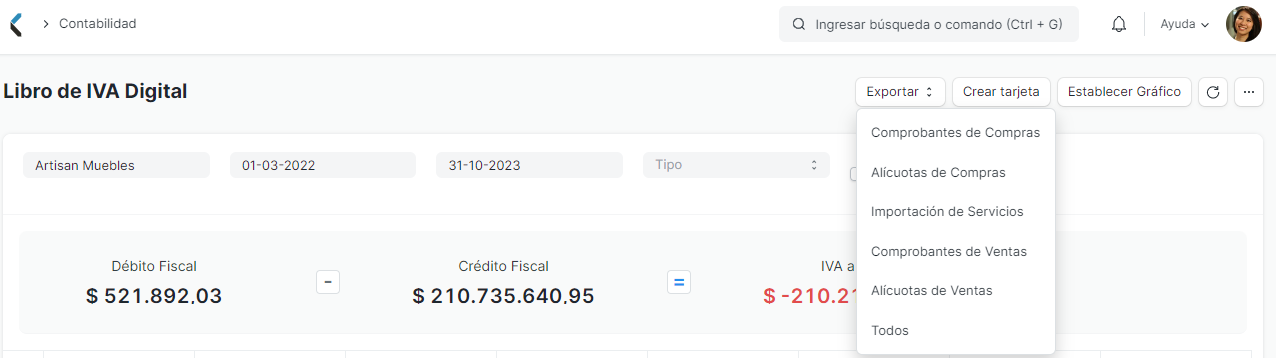 Contabilidad
Ingresar búsqueda o comando (Ctrl + G)
Ayuda
Libro de IVA Digital
Exportar
Crear tarjeta
Establecer Gráfico
Comprobantes de Compras
Alícuotas de Compras
Importación de Servicios
Comprobantes de Ventas
Alícuotas de Ventas
Todos
Artisan Muebles
01-03-2022
31-10-2023
Tipo
Débito Fiscal
$ 521.892,03
-
Crédito Fiscal
$ 210.735.640,95
=
IVA a
$ -210.21